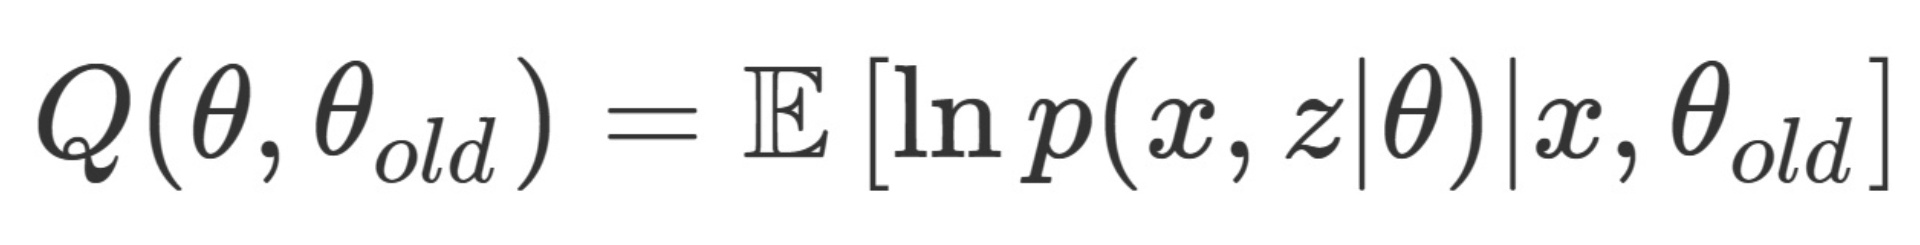 Q(θ, θ_old) = 𝔼 [ln p(x, z|θ)|x, θ_old]